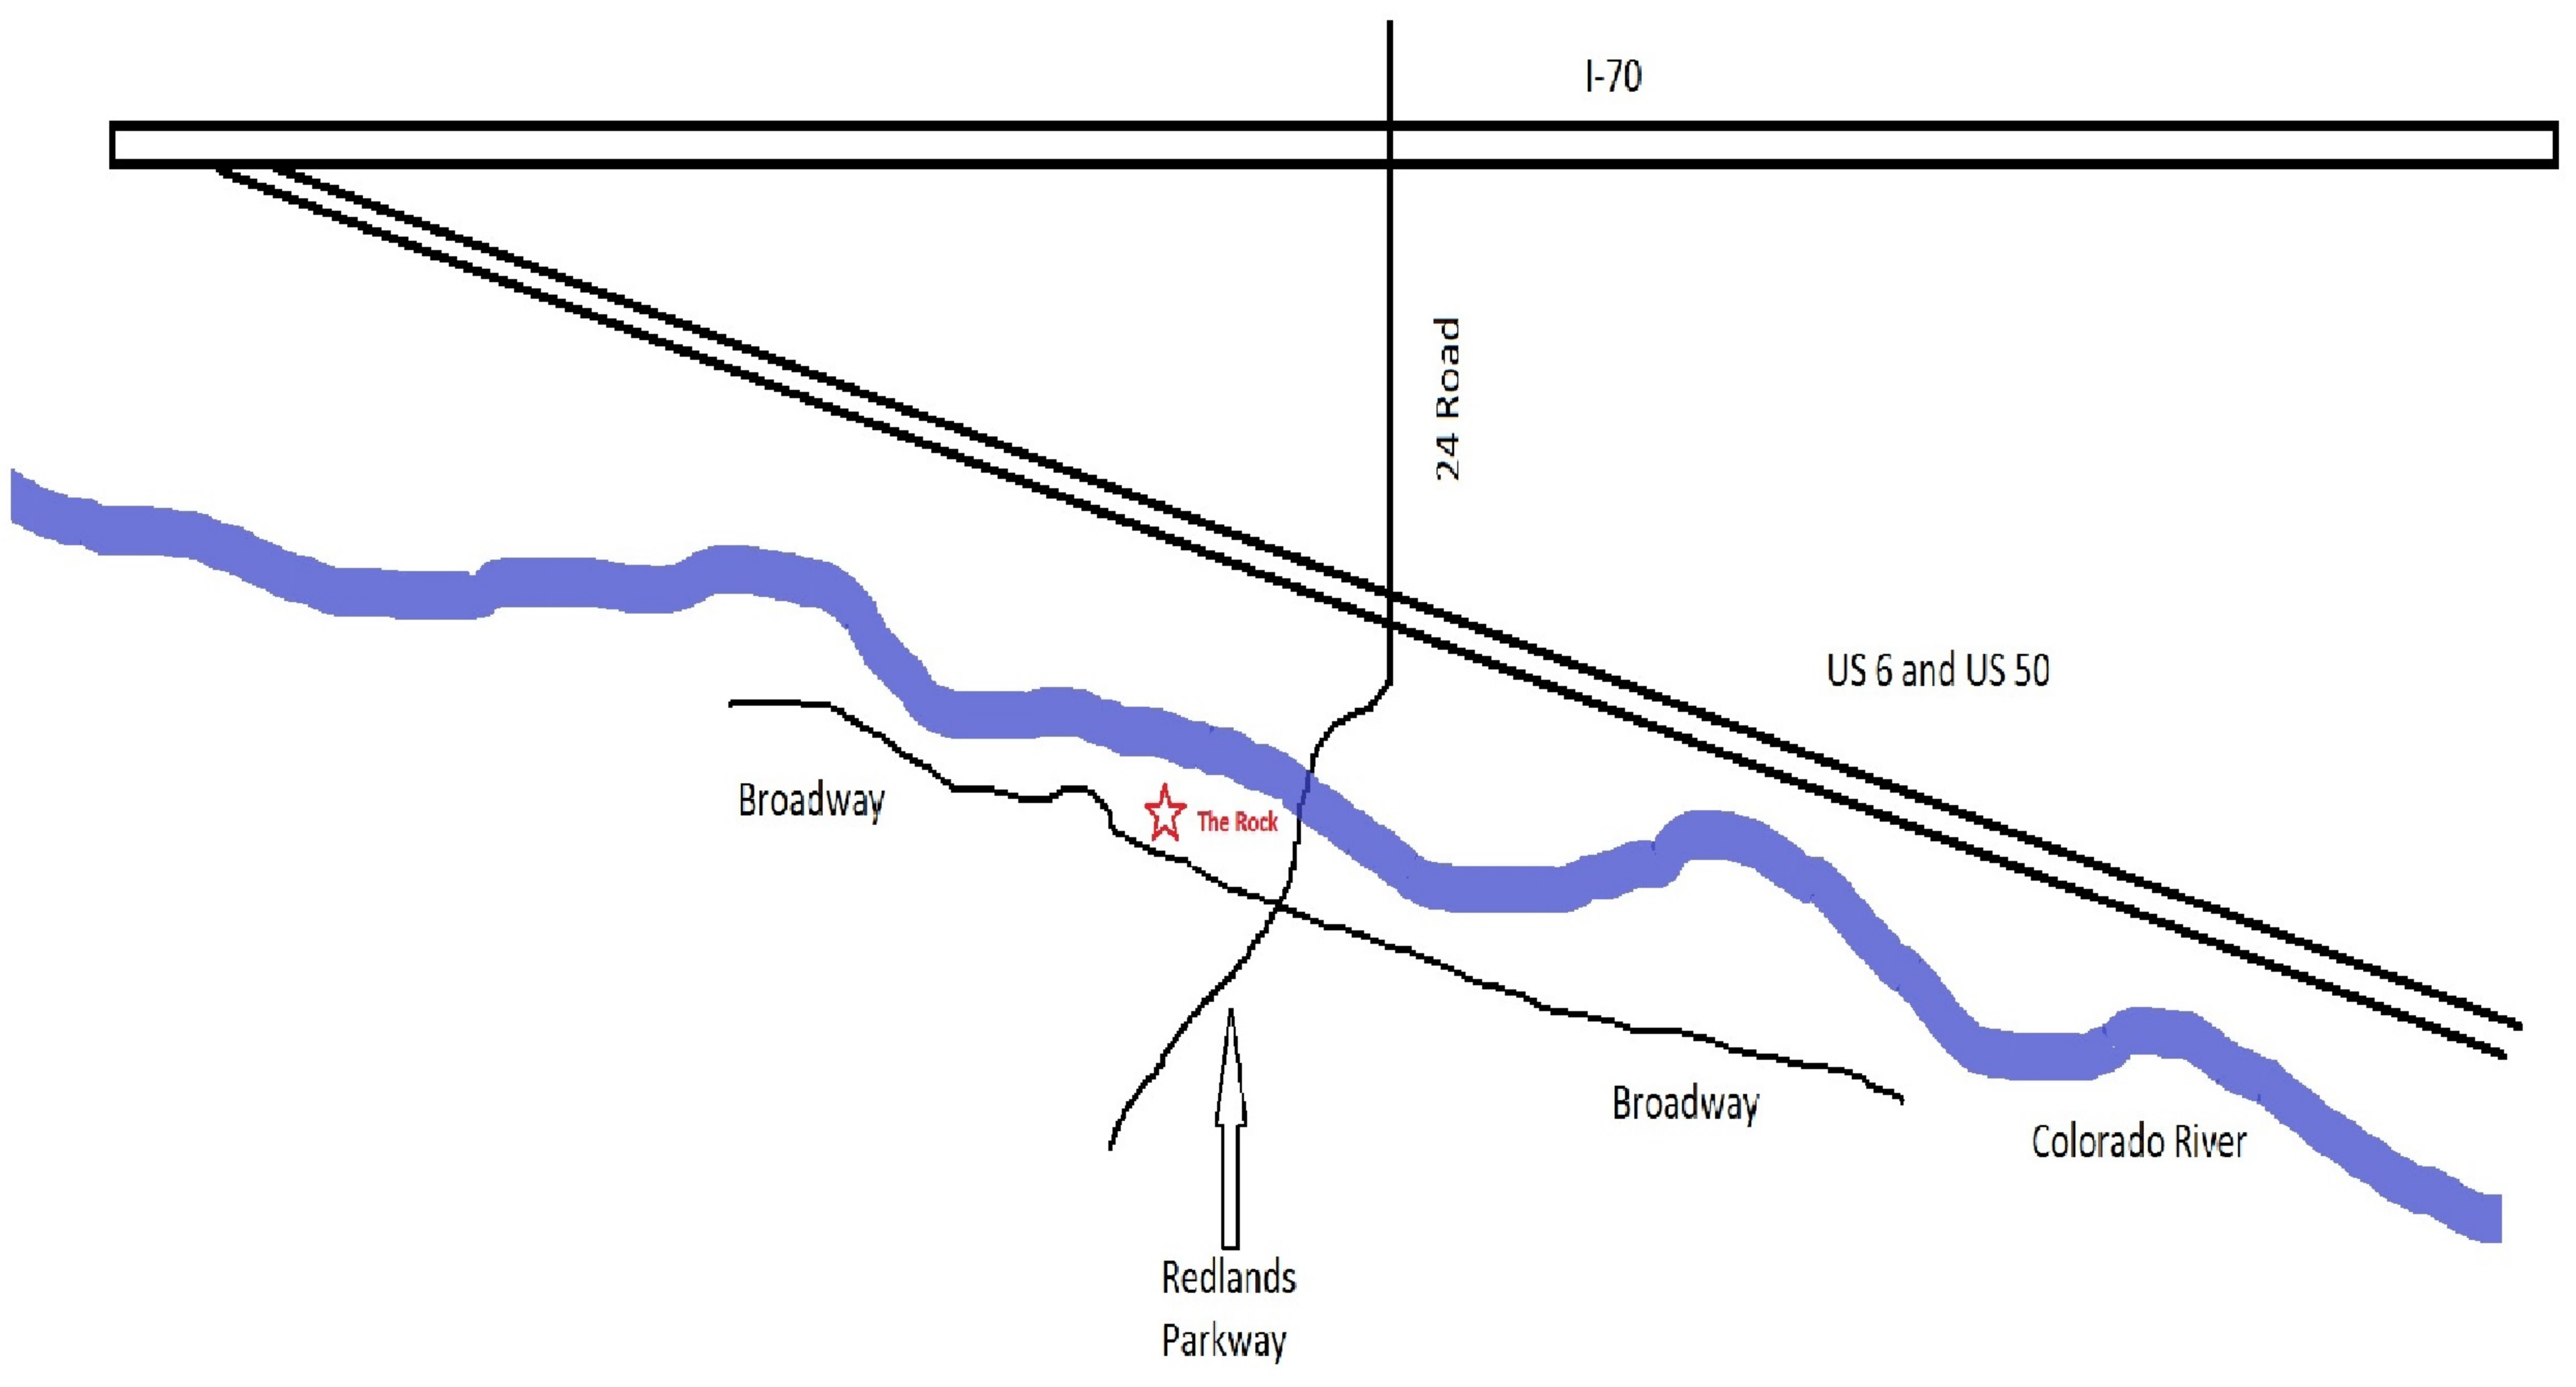 I-70
24 Road
US 6 and US 50
Broadway
The Rock
Broadway
Colorado River
Redlands
Parkway